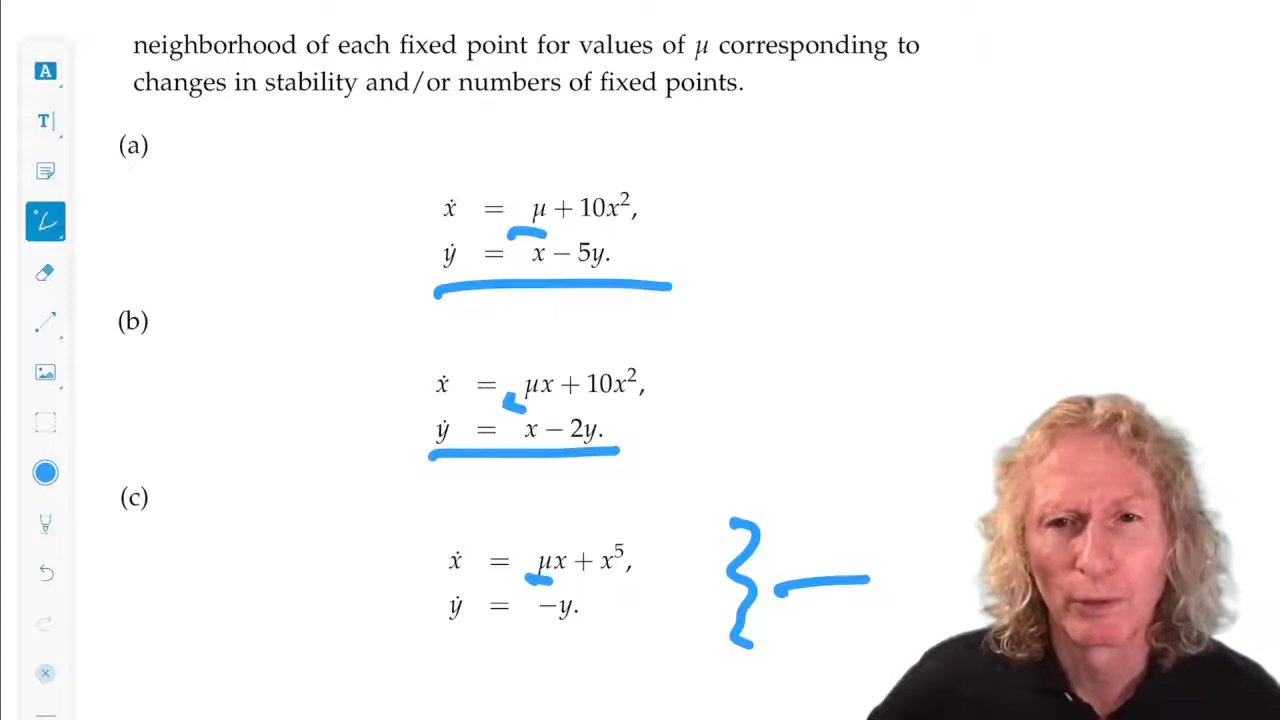 neighborhood of each fixed point for values of μ corresponding to
changes in stability and/or numbers of fixed points.
A
T
(a)
ẋ = μ + 10x²,
ẏ = x − 5y.
(b)
ẋ = μx + 10x²,
ẏ = x − 2y.
(c)
ẋ = μx + x⁵,
ẏ = −y.